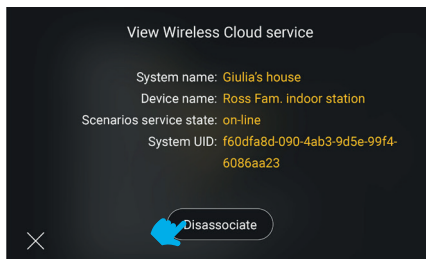 View Wireless Cloud service
System name: Giulia's house
Device name: Ross Fam. indoor station
Scenarios service state: on-line
System UID: f60dfa8d-090-4ab3-9d5e-99f4-
6086aa23
Disassociate